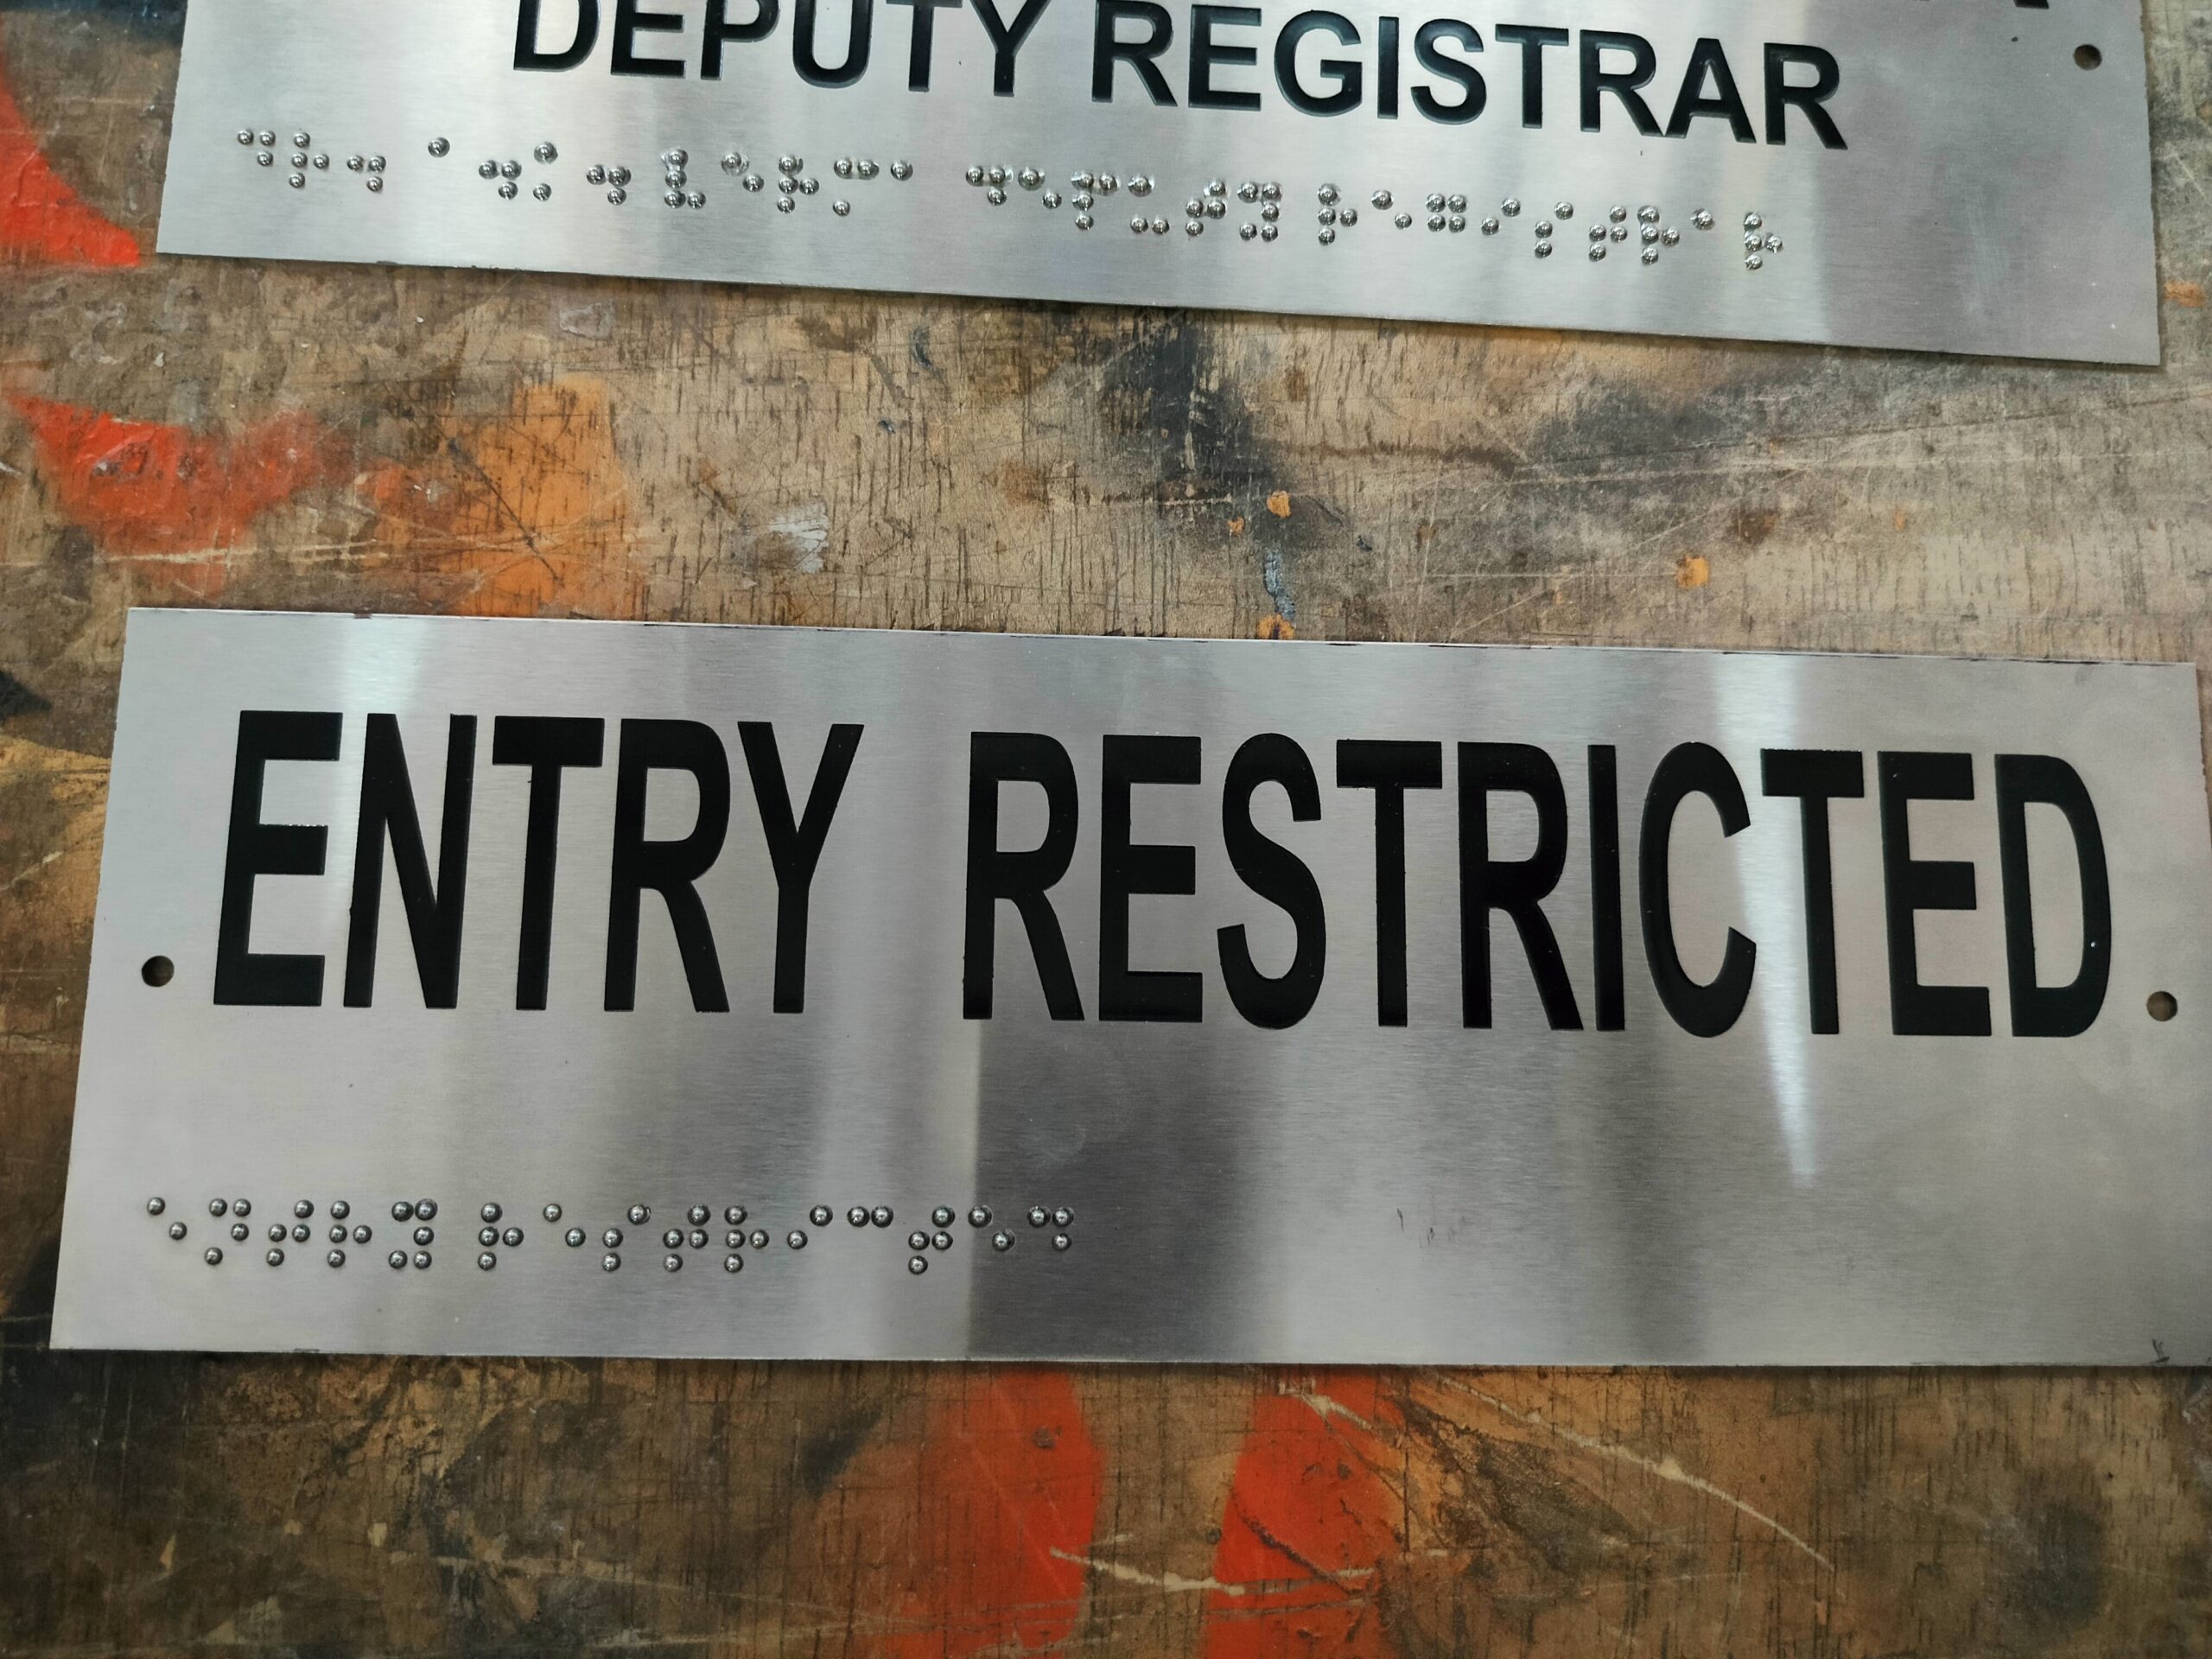 DEPUTY REGISTRAR
⠙⠗⠲ ⠁⠲⠅⠲ ⠧⠑⠗⠍⠁ ⠙⠑⠏⠥⠞⠽ ⠗⠑⠛⠊⠎⠞⠗⠁⠗
ENTRY RESTRICTED
⠑⠝⠞⠗⠽ ⠗⠑⠎⠞⠗⠊⠉⠞⠑⠙